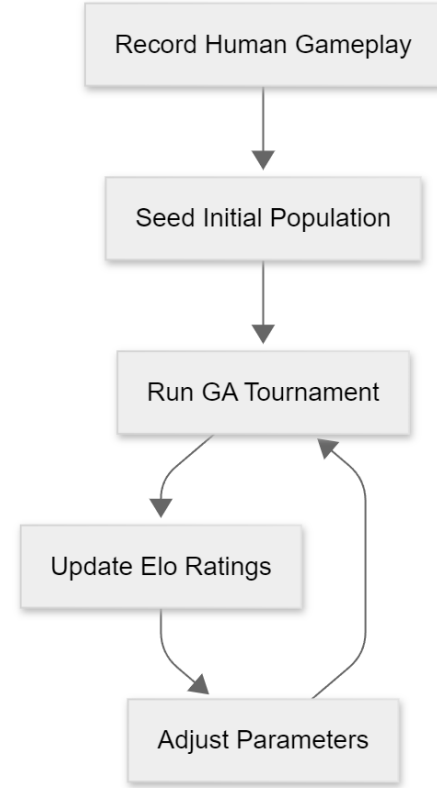 Record Human Gameplay
Seed Initial Population
Run GA Tournament
Update Elo Ratings
Adjust Parameters